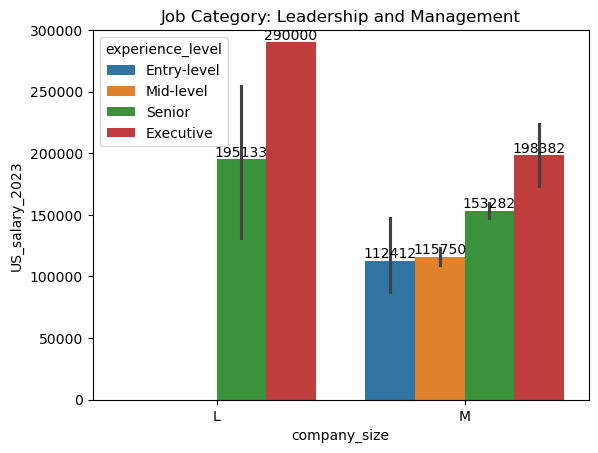 Job Category: Leadership and Management
US_salary_2023
300000
250000
200000
150000
100000
50000
0
experience_level
Entry-level
Mid-level
Senior
Executive
195133
290000
112412
115750
153282
198382
L
M
company_size